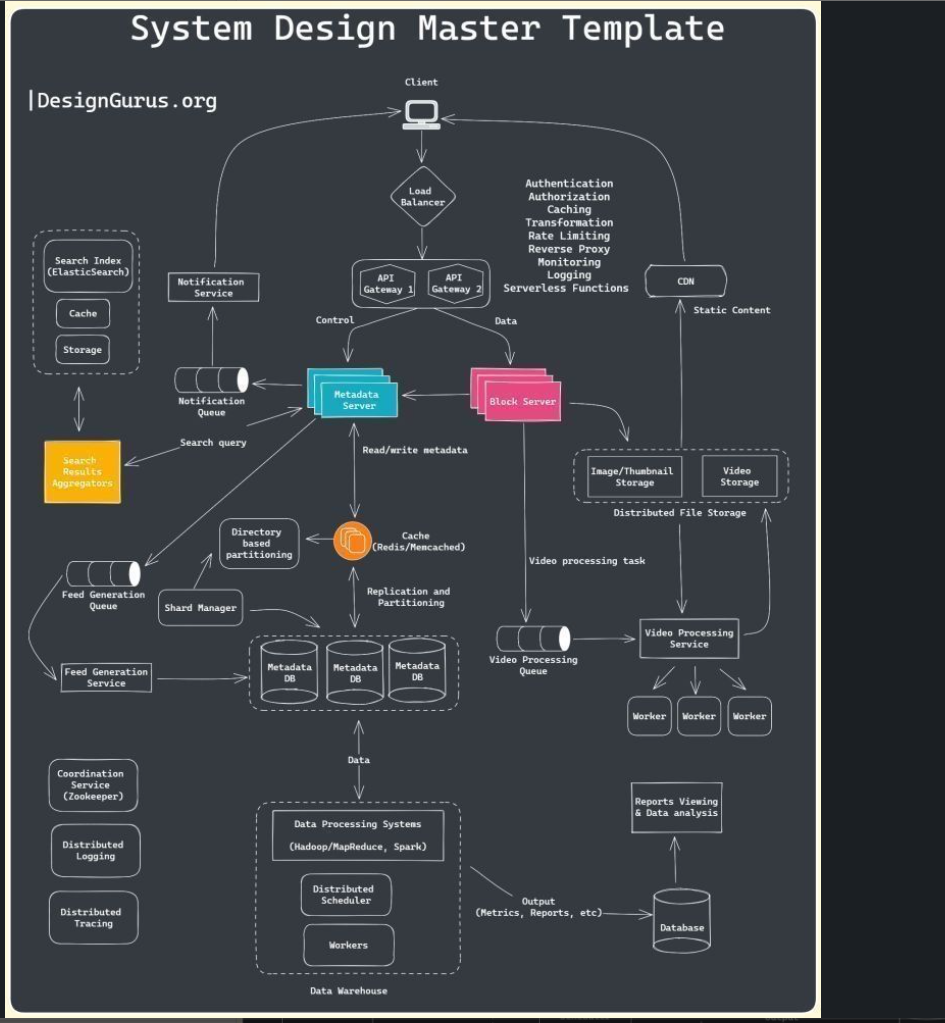 System Design Master Template
|DesignGurus.org
Client
Load
Balancer
Authentication
Authorization
Caching
Transformation
Rate Limiting
Reverse Proxy
Monitoring
Logging
Serverless Functions
API
Gateway 1
API
Gateway 2
Search Index
(ElasticSearch)
Cache
Storage
Notification
Service
CDN
Static Content
Control
Data
Notification
Queue
Metadata
Server
Block Server
Search query
Search
Results
Aggregators
Read/write metadata
Image/Thumbnail
Storage
Video
Storage
Distributed File Storage
Directory
based
partitioning
Cache
(Redis/Memcached)
Video processing task
Feed Generation
Queue
Shard Manager
Replication and
Partitioning
Video Processing
Queue
Video Processing
Service
Feed Generation
Service
Metadata
DB
Metadata
DB
Metadata
DB
Worker
Worker
Worker
Data
Coordination
Service
(Zookeeper)
Distributed
Logging
Distributed
Tracing
Data Processing Systems
(Hadoop/MapReduce, Spark)
Distributed
Scheduler
Workers
Data Warehouse
Output
(Metrics, Reports, etc)
Reports Viewing
& Data analysis
Database